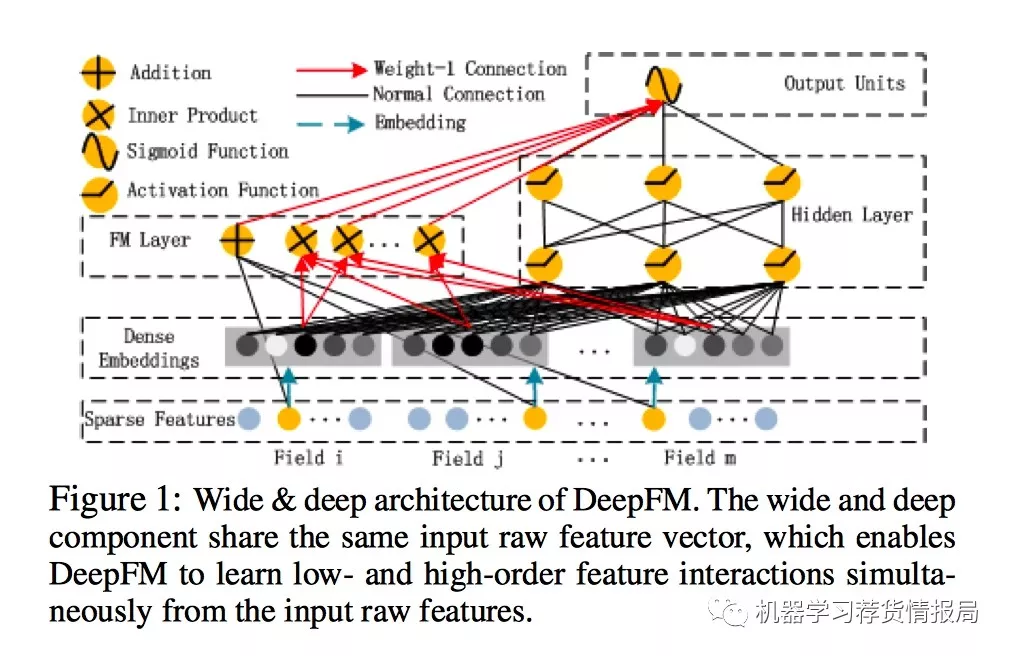 Addition
Weight-1 Connection
Output Units
Normal Connection
Inner Product
Embedding
Sigmoid Function
Activation Function
Hidden Layer
FM Layer
...
Dense
Embeddings
...
Sparse Features ... ... ... ...
Field i Field j ... Field m
Figure 1: Wide & deep architecture of DeepFM. The wide and deep
component share the same input raw feature vector, which enables
DeepFM to learn low- and high-order feature interactions simulta-
neously from the input raw features.
机器学习荐货情报局